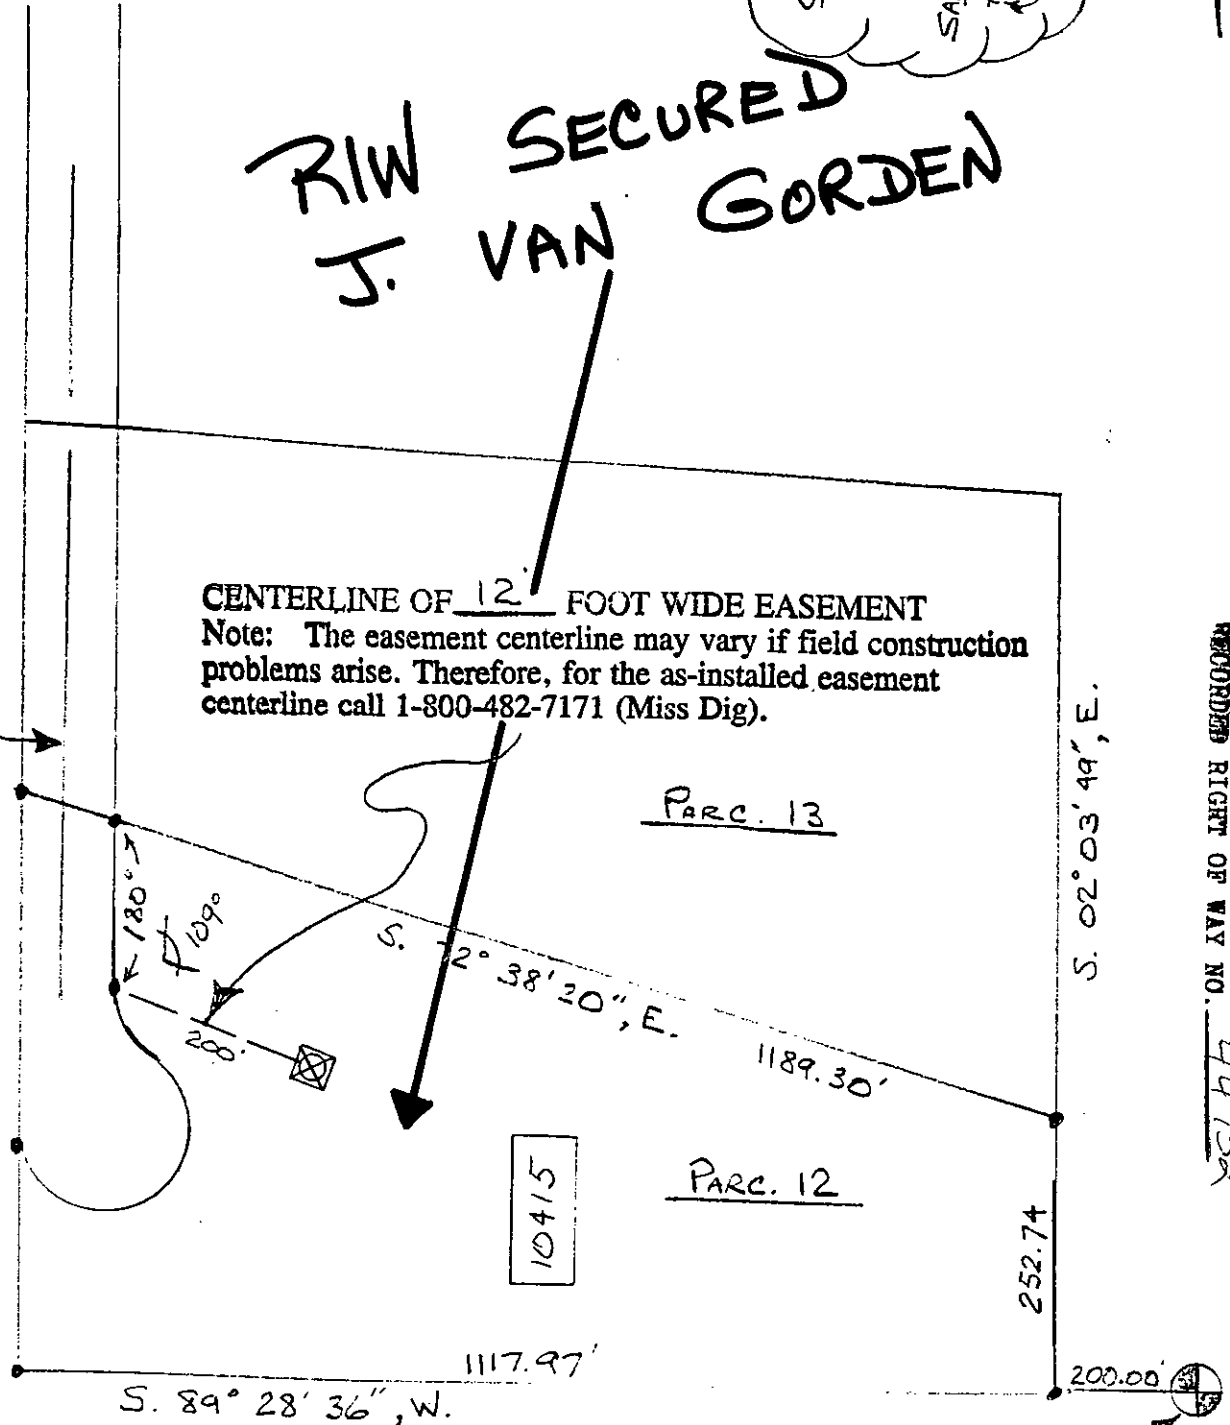 R/W SECURED
J. VAN GORDEN
CENTERLINE OF 12' FOOT WIDE EASEMENT
Note: The easement centerline may vary if field construction
problems arise. Therefore, for the as-installed easement
centerline call 1-800-482-7171 (Miss Dig).
PARC. 13
S. 02° 03' 49", E.
RECORDED RIGHT OF WAY NO.
180'
109°
S. 72° 38' 20", E.
1189.30'
200'
PARC. 12
10415
252.74
1117.97'
S. 89° 28' 36", W.
200.00'